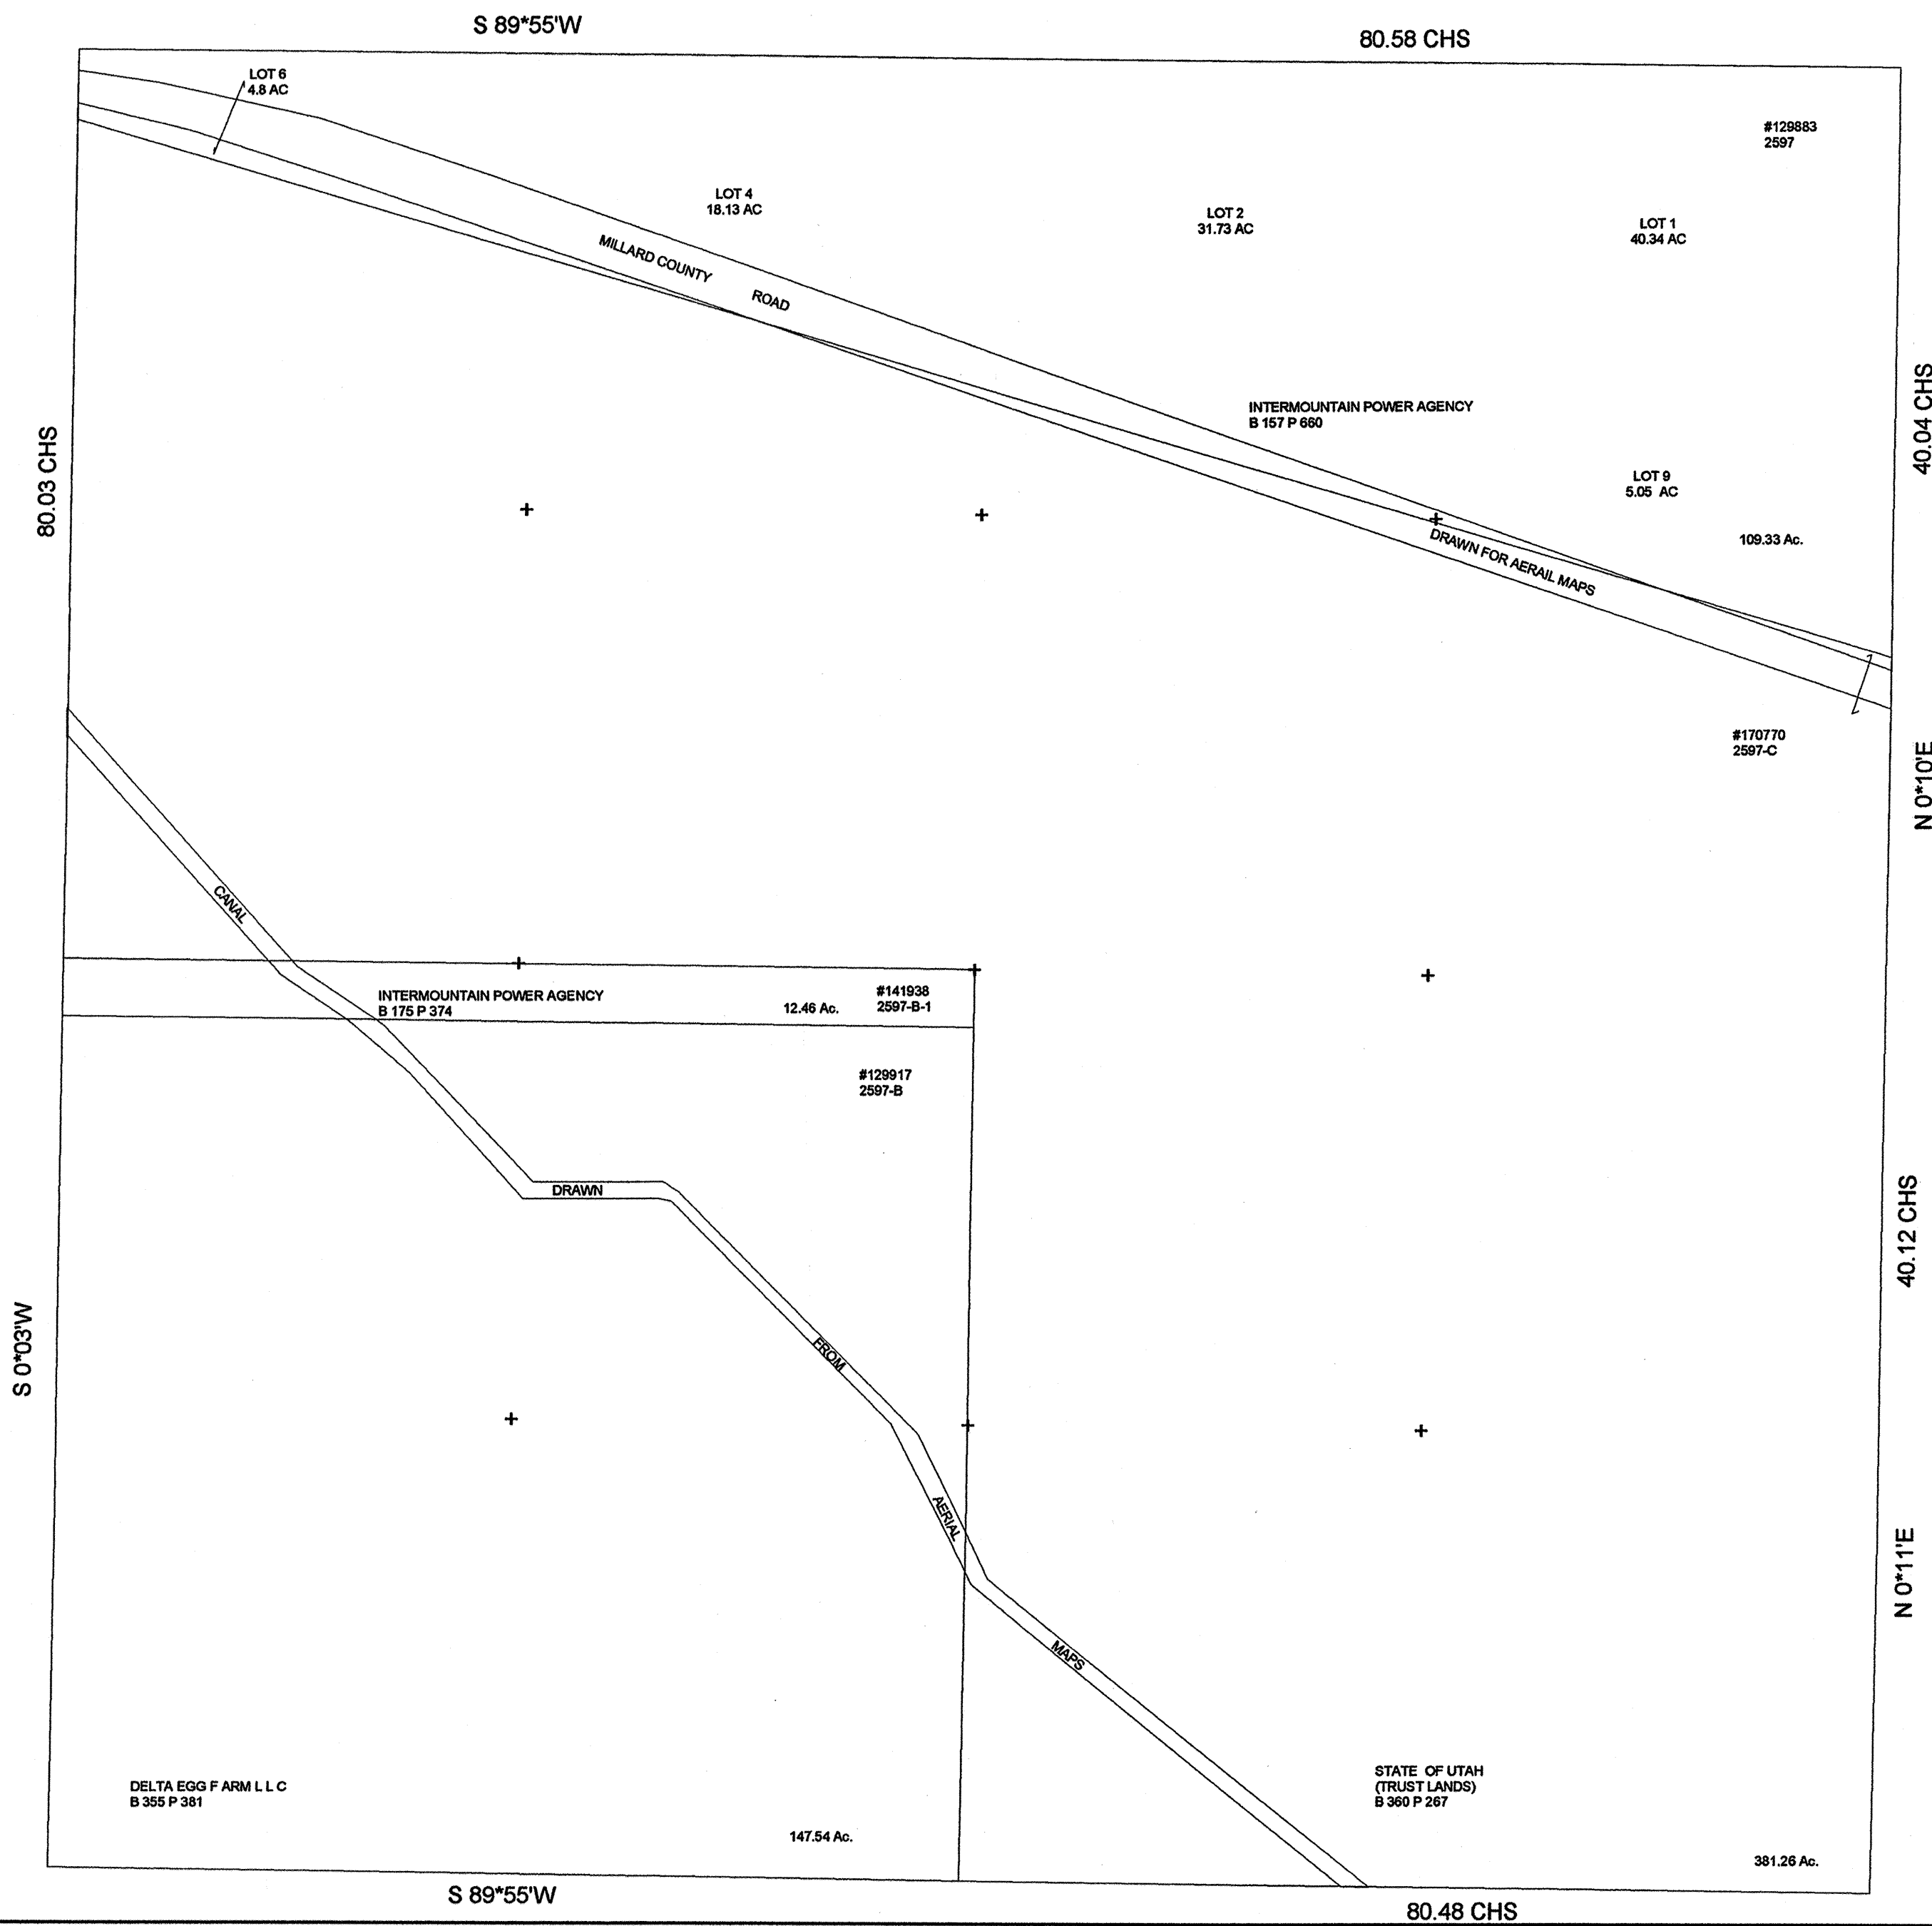 S 89*55'W
80.58 CHS
LOT 6
4.8 AC
#129883
2597
LOT 4
18.13 AC
LOT 2
31.73 AC
LOT 1
40.34 AC
MILLARD COUNTY
ROAD
INTERMOUNTAIN POWER AGENCY
B 157 P 660
40.04 CHS
80.03 CHS
LOT 9
5.05 AC
109.33 Ac.
DRAWN FOR AERAIL MAPS
#170770
2597-C
N 0*10'E
CANAL
INTERMOUNTAIN POWER AGENCY
B 175 P 374
12.46 Ac.
#141938
2597-B-1
#129917
2597-B
DRAWN
40.12 CHS
S 0*03'W
FROM
AERIAL
N 0*11'E
MAPS
DELTA EGG F ARM L L C
B 355 P 381
STATE OF UTAH
(TRUST LANDS)
B 360 P 267
147.54 Ac.
381.26 Ac.
S 89*55'W
80.48 CHS